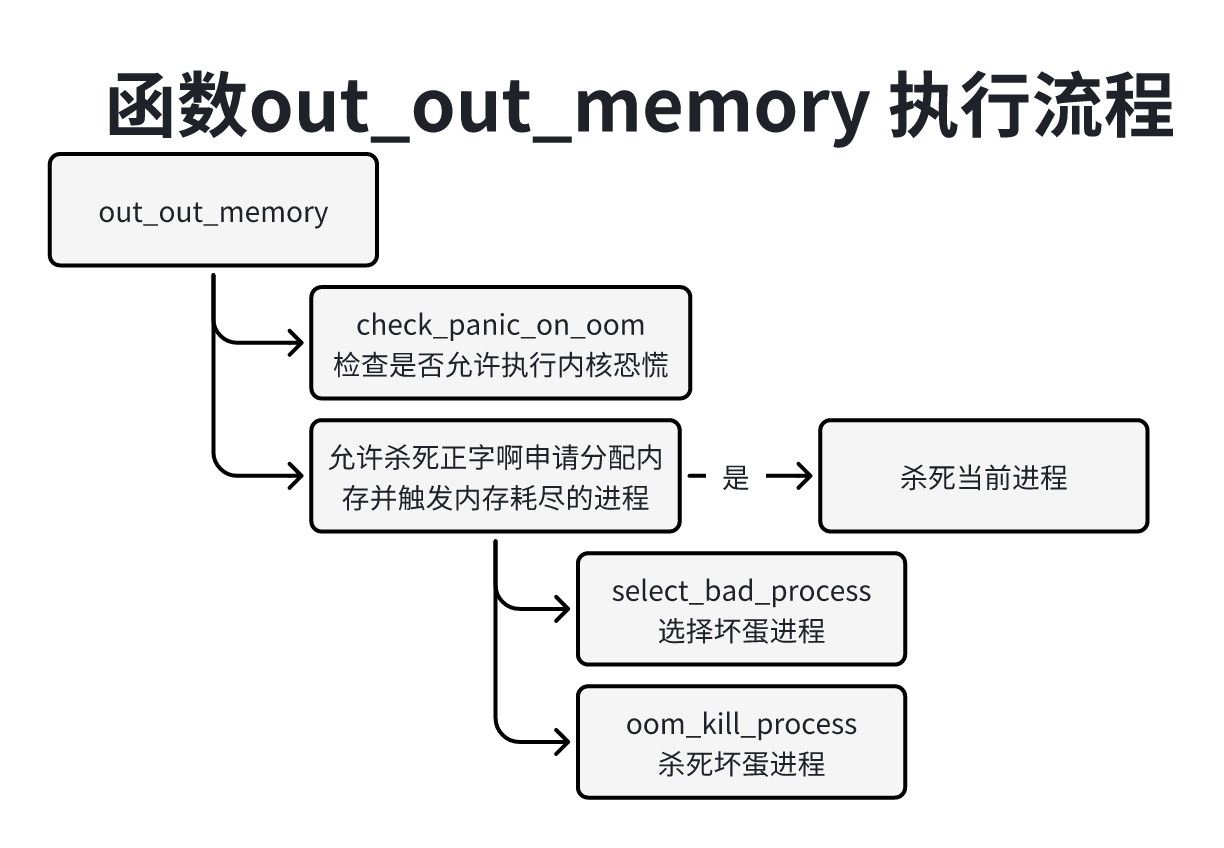 函数out_out_memory 执行流程
out_out_memory
check_panic_on_oom
检查是否允许执行内核恐慌
允许杀死正字啊申请分配内
存并触发内存耗尽的进程
是
杀死当前进程
select_bad_process
选择坏蛋进程
oom_kill_process
杀死坏蛋进程